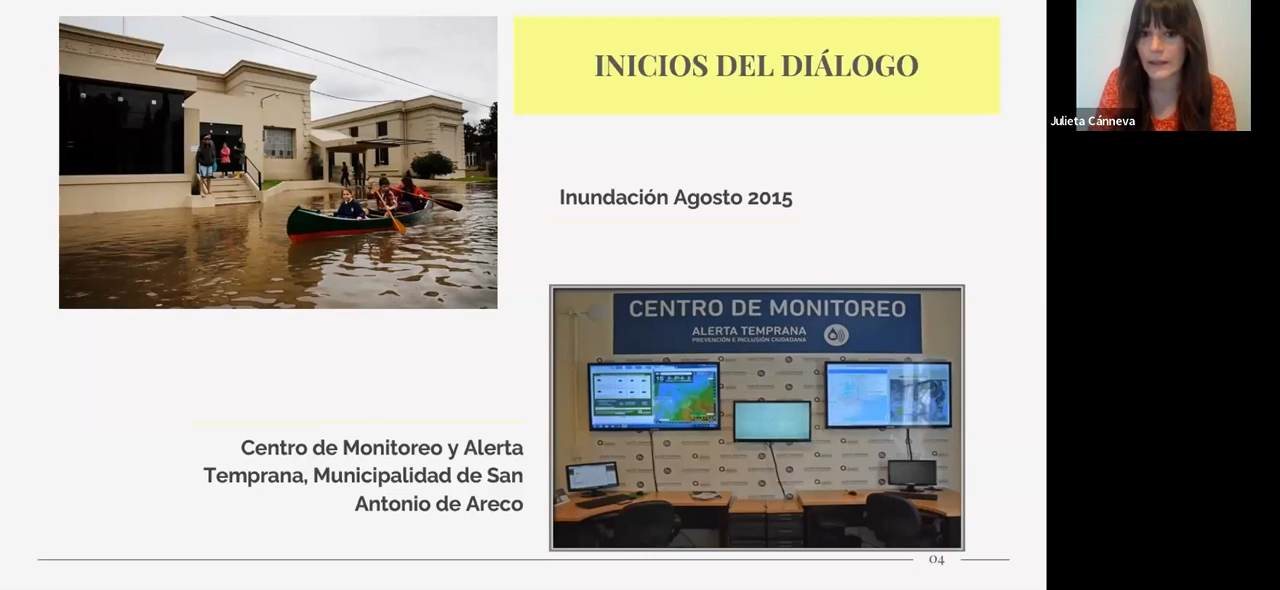 INICIOS DEL DIÁLOGO
Julieta Cánneva
Inundación Agosto 2015
CENTRO DE MONITOREO
ALERTA TEMPRANA
PREVENCIÓN E INCLUSIÓN CIUDADANA
Centro de Monitoreo y Alerta
Temprana, Municipalidad de San
Antonio de Areco
04